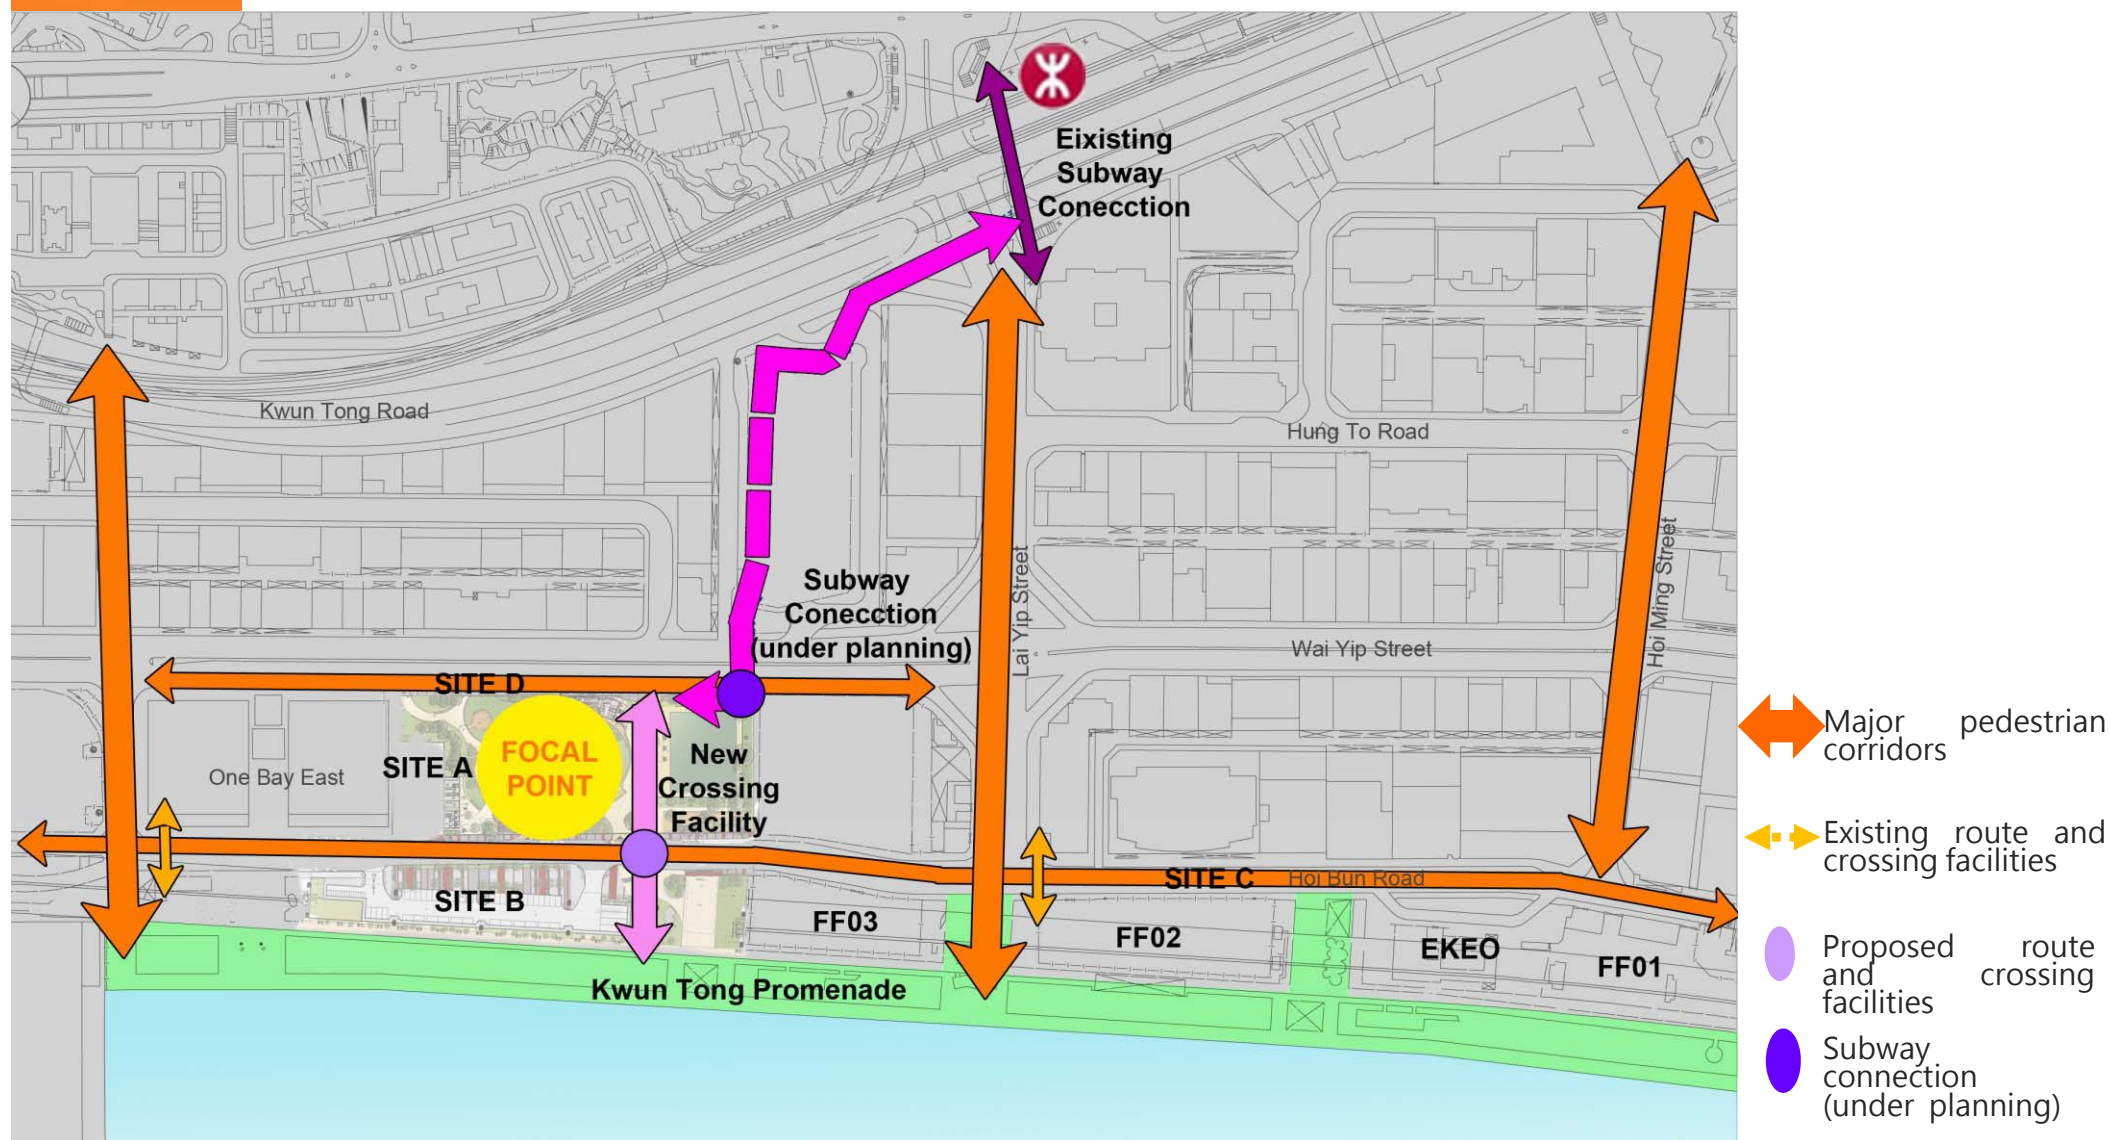 Eixisting
Subway
Conecction
Kwun Tong Road
Hung To Road
Subway
Conecction
(under planning)
Lai Yip Street
Hoi Ming Street
Wai Yip Street
SITE D
FOCAL
POINT
SITE A
One Bay East
New
Crossing
Facility
SITE C
Hoi Bun Road
SITE B
FF03
FF02
EKEO
FF01
Kwun Tong Promenade
Major pedestrian
corridors
Existing route and
crossing facilities
Proposed route
and crossing
facilities
Subway
connection
(under planning)